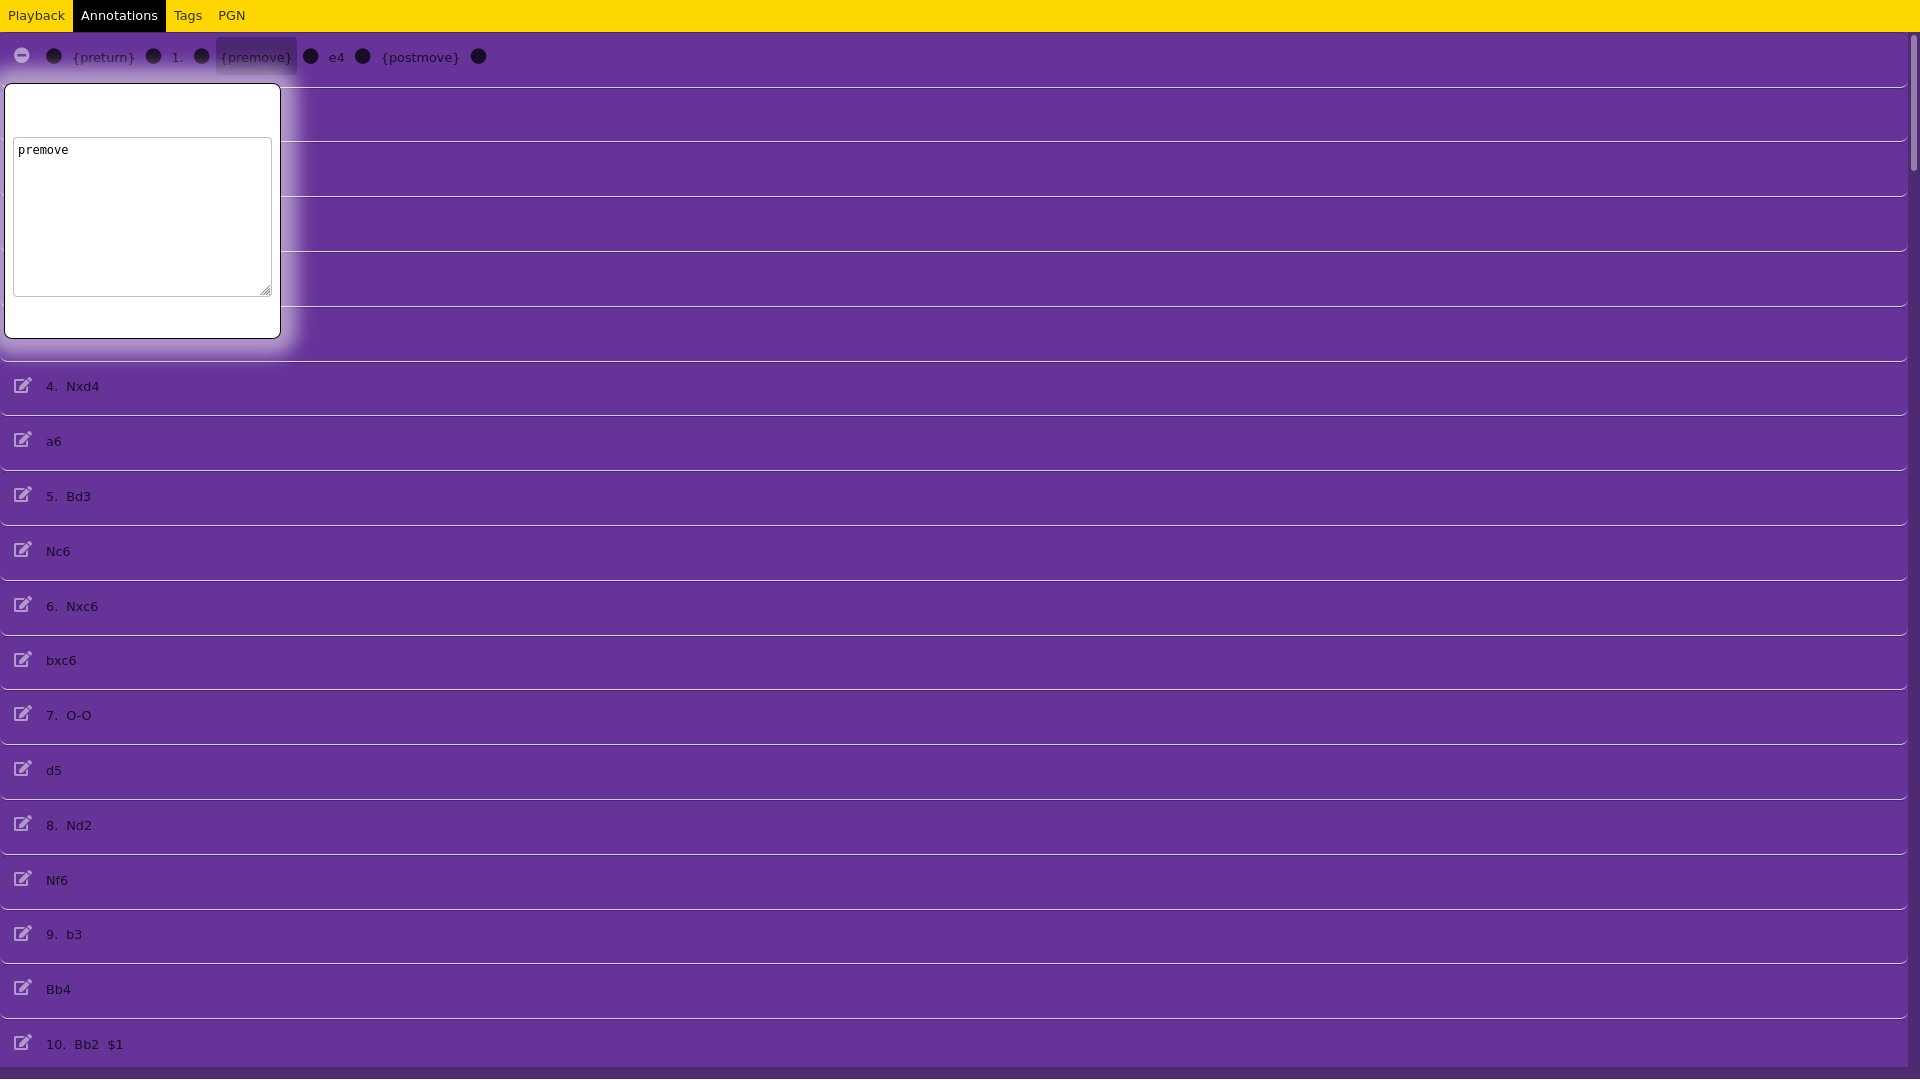 Playback Annotations Tags PGN
{preturn} 1. {premove} e4 {postmove}
premove
4. Nxd4
a6
5. Bd3
Nc6
6. Nxc6
bxc6
7. O-O
d5
8. Nd2
Nf6
9. b3
Bb4
10. Bb2 $1